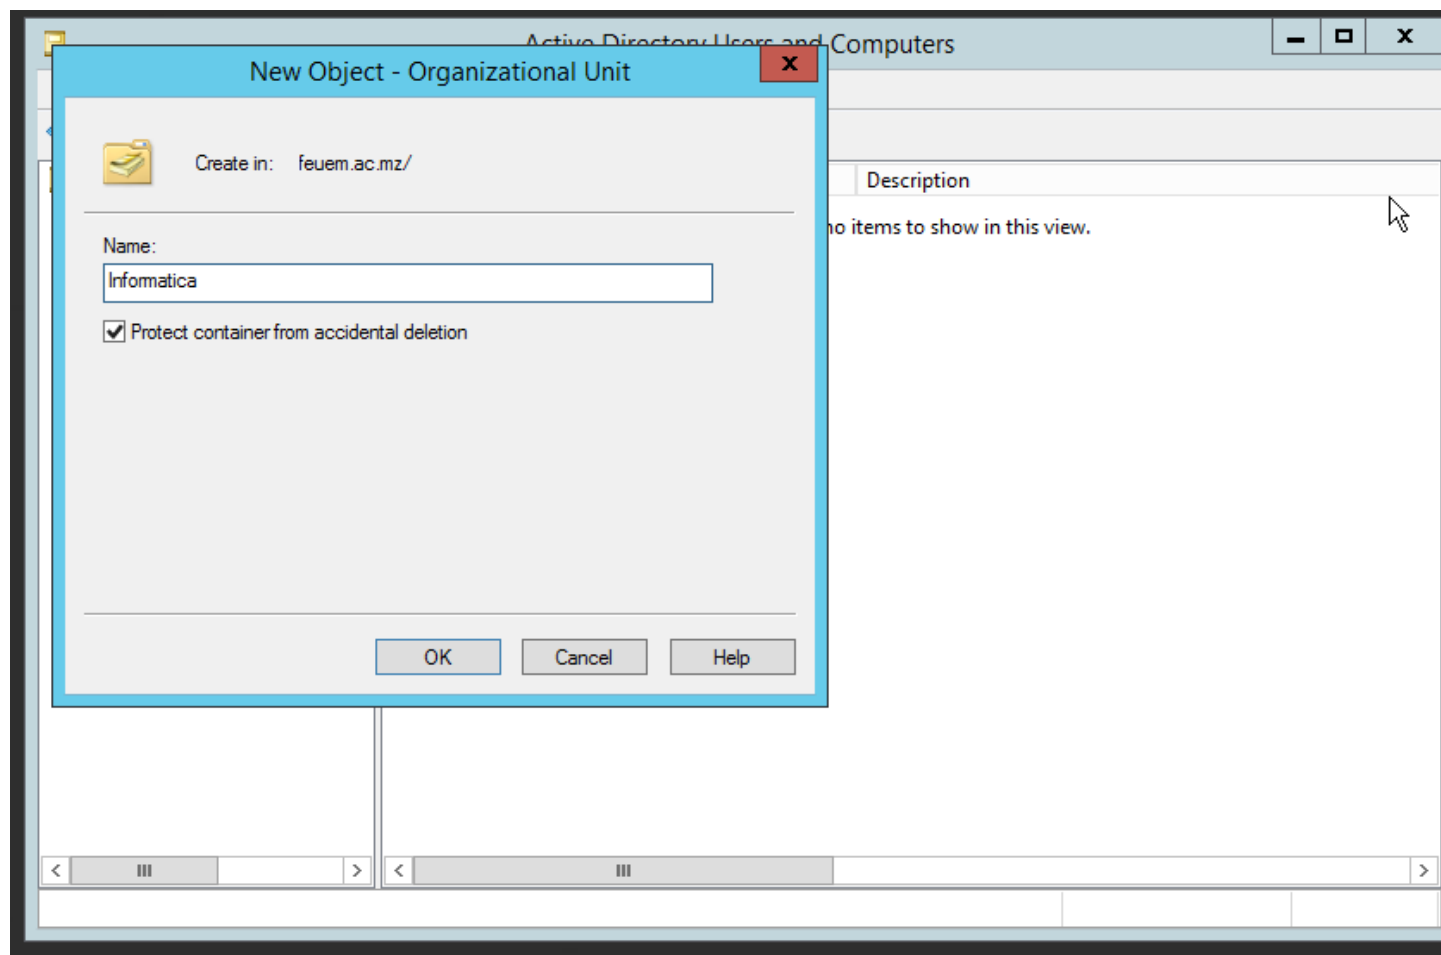 Active Directory Users and Computers
New Object - Organizational Unit
Create in: feuem.ac.mz/
Description
no items to show in this view.
Name:
Informatica
Protect container from accidental deletion
OK Cancel Help